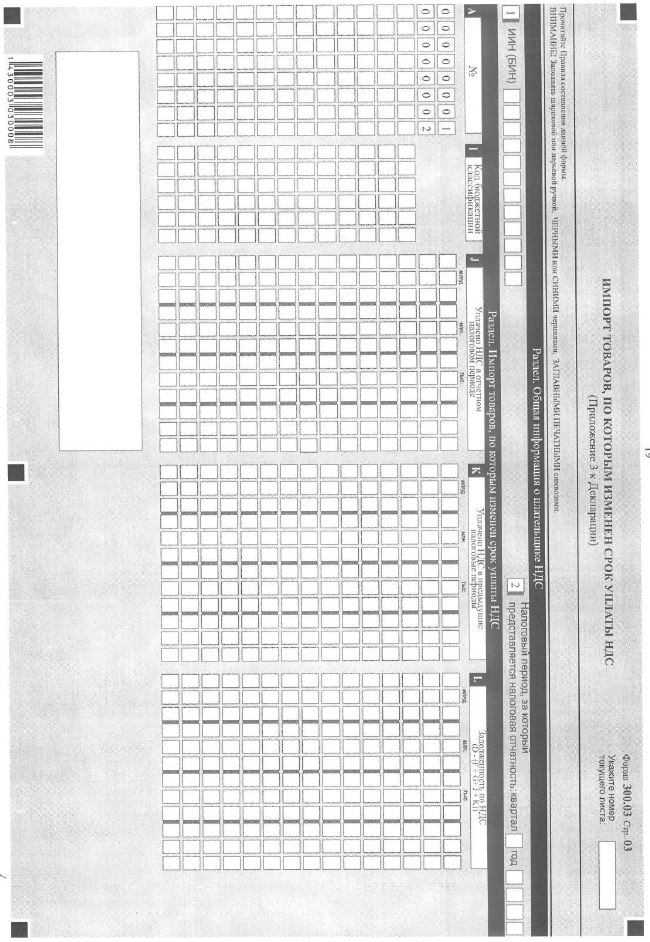 19
Форма 300.03 Стр. 03
Укажите номер
текущего листа:
ИМПОРТ ТОВАРОВ, ПО КОТОРЫМ ИЗМЕНЕН СРОК УПЛАТЫ НДС
(Приложение 3 к Декларации)
Прочитайте Правила составления данной формы.
ВНИМАНИЕ! Заполнять шариковой или перьевой ручкой, ЧЕРНЫМИ или СИНИМИ чернилами, ЗАГЛАВНЫМИ ПЕЧАТНЫМИ символами.
Раздел. Общая информация о плательщике НДС
1 ИИН (БИН)
2 Налоговый период, за который
представляется налоговая отчетность: квартал год
Раздел. Импорт товаров, по которым изменен срок уплаты НДС
A №
I Код бюджетной
классификации
J Уплачено НДС в отчетном
налоговом периоде
K Уплачено НДС в предыдущие
налоговые периоды
L Задолженность по НДС
млрд. млн. тыс. млрд. млн. тыс. млрд. млн. тыс.
0 0 0 0 0 0 0 1
0 0 0 0 0 0 0 2
1430003030008